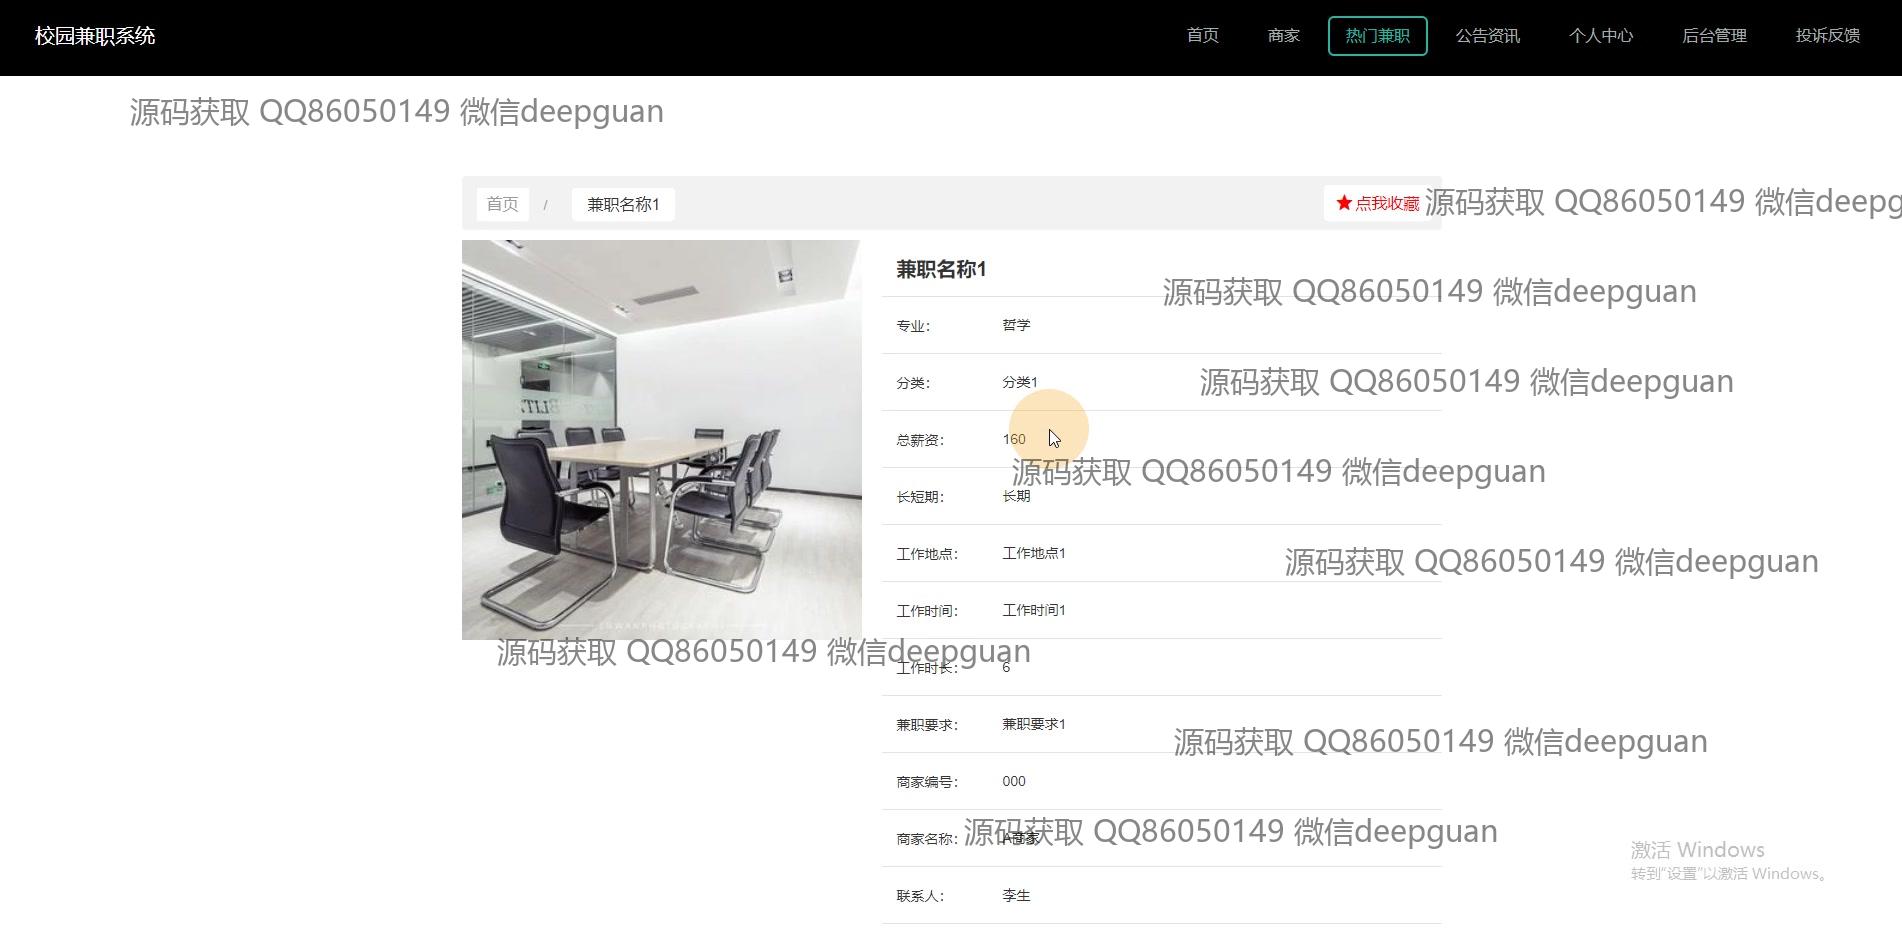 校园兼职系统
首页 商家 热门兼职 公告资讯 个人中心 后台管理 投诉反馈
源码获取 QQ86050149 微信deepguan
首页 / 兼职名称1 ★点我收藏
源码获取 QQ86050149 微信deepg
兼职名称1
源码获取 QQ86050149 微信deepguan
专业: 哲学
分类: 分类1
源码获取 QQ86050149 微信deepguan
总薪资: 160
源码获取 QQ86050149 微信deepguan
长短期: 长期
工作地点: 工作地点1
源码获取 QQ86050149 微信deepguan
工作时间: 工作时间1
源码获取 QQ86050149 微信deepguan
工作时长: 6
兼职要求: 兼职要求1
源码获取 QQ86050149 微信deepguan
商家编号: 000
商家名称: A商家
源码获取 QQ86050149 微信deepguan
激活 Windows
转到"设置"以激活 Windows。
联系人: 李生